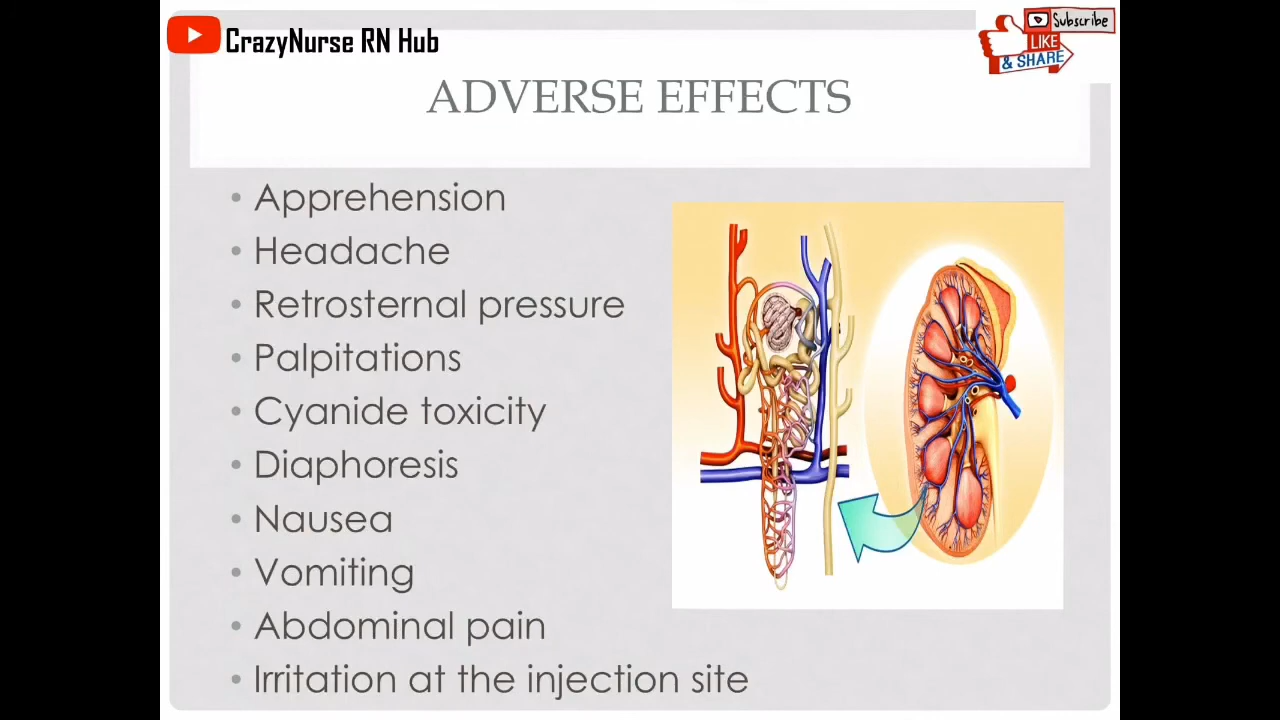 CrazyNurse RN Hub
Subscribe
LIKE
& SHARE
ADVERSE EFFECTS
• Apprehension
• Headache
• Retrosternal pressure
• Palpitations
• Cyanide toxicity
• Diaphoresis
• Nausea
• Vomiting
• Abdominal pain
• Irritation at the injection site